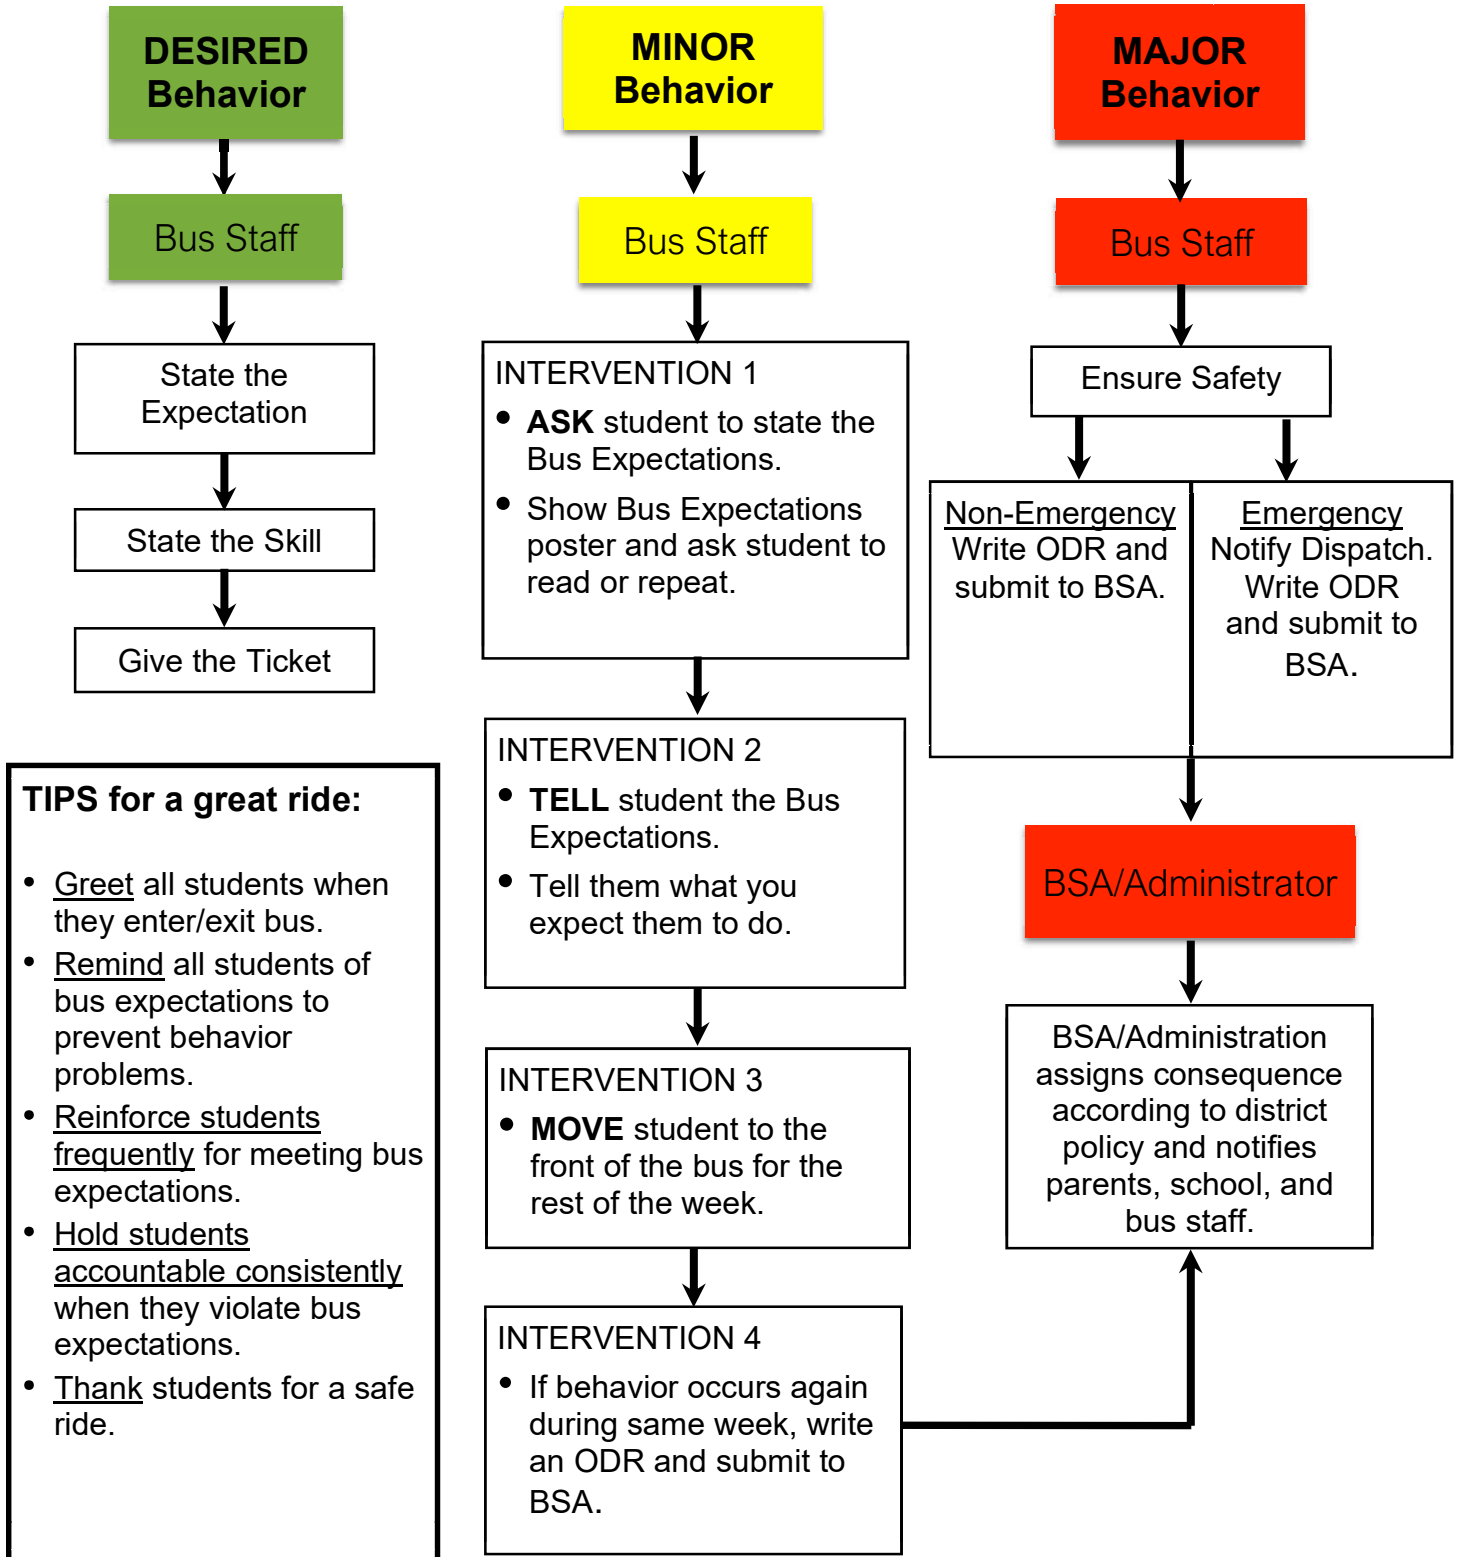 DESIRED
Behavior
Bus Staff
State the
Expectation
State the Skill
Give the Ticket
TIPS for a great ride:
• Greet all students when
they enter/exit bus.
• Remind all students of
bus expectations to
prevent behavior
problems.
• Reinforce students
frequently for meeting bus
expectations.
• Hold students
accountable consistently
when they violate bus
expectations.
• Thank students for a safe
ride.
MINOR
Behavior
Bus Staff
INTERVENTION 1
• ASK student to state the
Bus Expectations.
• Show Bus Expectations
poster and ask student to
read or repeat.
INTERVENTION 2
• TELL student the Bus
Expectations.
• Tell them what you
expect them to do.
INTERVENTION 3
• MOVE student to the
front of the bus for the
rest of the week.
INTERVENTION 4
• If behavior occurs again
during same week, write
an ODR and submit to
BSA.
MAJOR
Behavior
Bus Staff
Ensure Safety
Non-Emergency
Write ODR and
submit to BSA.
Emergency
Notify Dispatch.
Write ODR
and submit to
BSA.
BSA/Administrator
BSA/Administration
assigns consequence
according to district
policy and notifies
parents, school, and
bus staff.